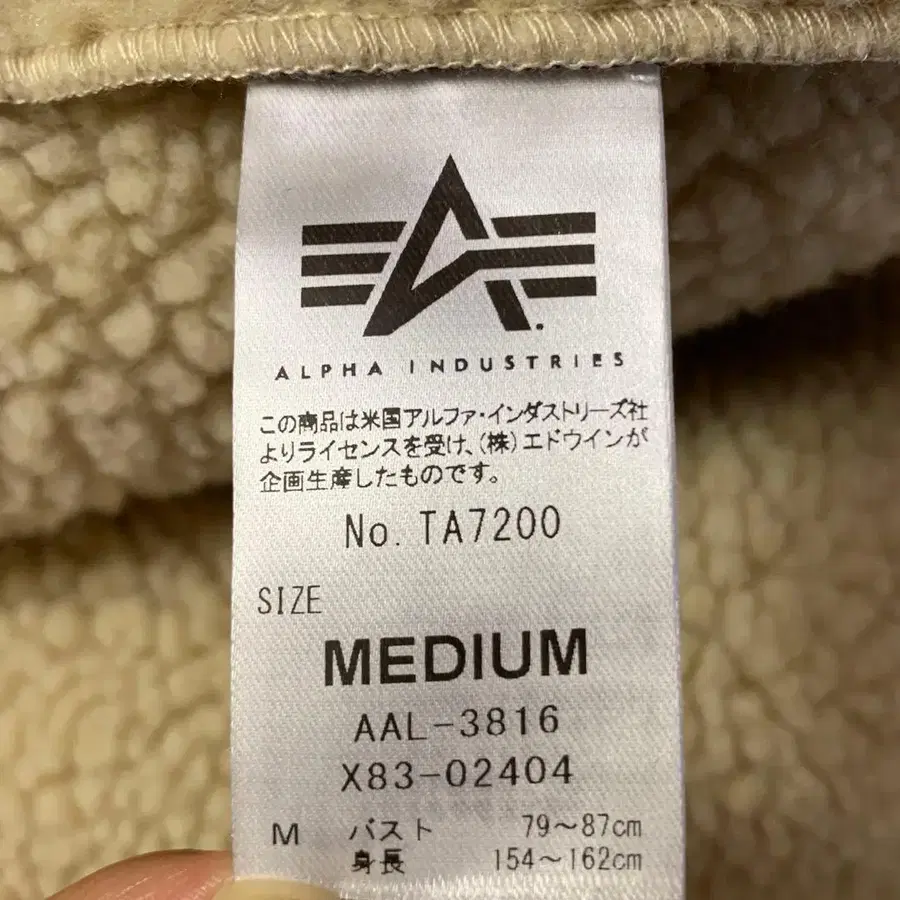 ALPHA INDUSTRIES
この商品は米国アルファ・インダストリーズ社
よりライセンスを受け、(株)エドウインが
企画生産したものです。
No. TA7200
SIZE
MEDIUM
AAL-3816
X83-02404
M バスト 79～87cm
身長 154～162cm